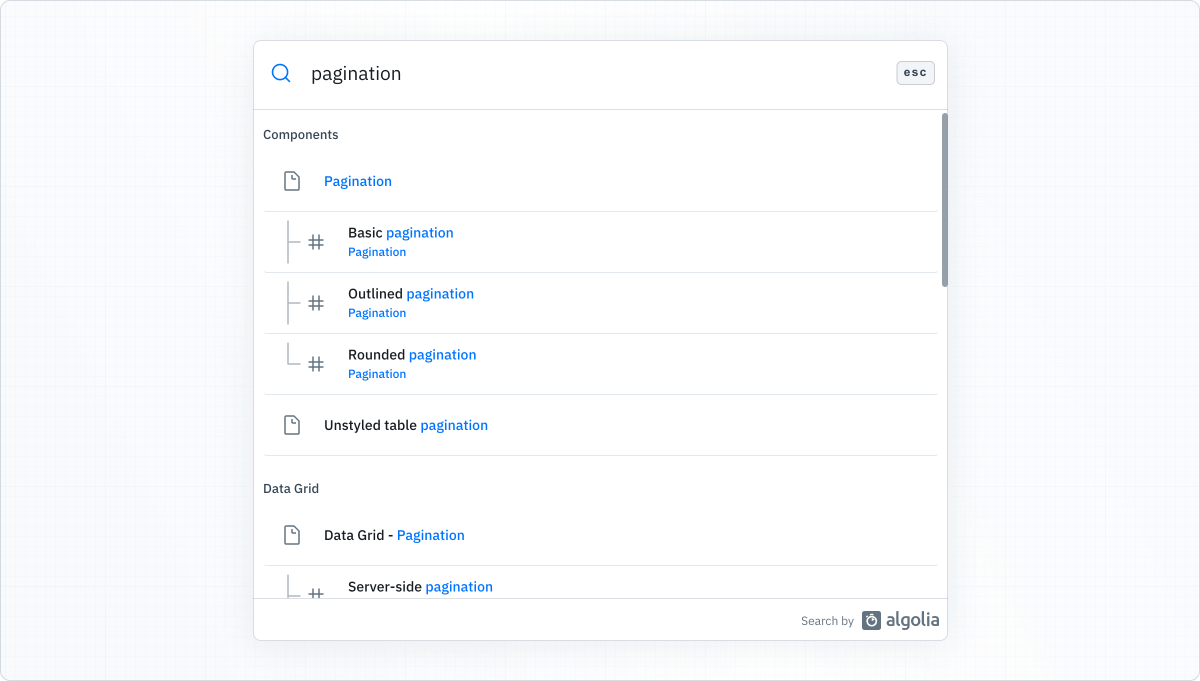 pagination
esc
Components
Pagination
Basic pagination
Pagination
Outlined pagination
Pagination
Rounded pagination
Pagination
Unstyled table pagination
Data Grid
Data Grid - Pagination
Server-side pagination
Search by algolia